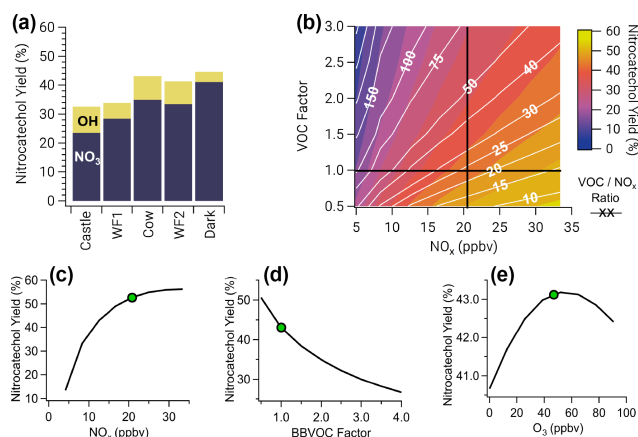 (a)
Nitrocatechol Yield (%)
60
50
40
30
20
10
0
OH
NO3
Castle
WF1
Cow
WF2
Dark
(b)
VOC Factor
3.0
2.5
2.0
1.5
1.0
0.5
5
10
15
20
25
30
35
NOx (ppbv)
150
100
75
50
40
30
25
20
15
10
60
50
40
30
20
10
0
Nitrocatechol Yield (%)
VOC / NOx
Ratio
XX
(c)
Nitrocatechol Yield (%)
60
50
40
30
20
10
0
10
20
30
(ppbv)
(d)
Nitrocatechol Yield (%)
50
40
30
1.0
2.0
3.0
4.0
BBVOC Factor
(e)
Nitrocatechol Yield (%)
43.0
42.0
41.0
0
20
40
60
80
100
O3 (ppbv)